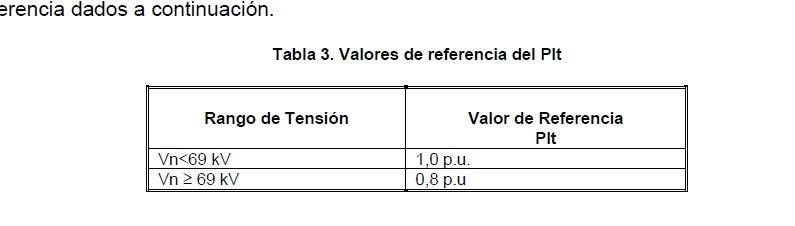 dados a continuación.
Tabla 3. Valores de referencia del Plt
Rango de Tensión
Valor de Referencia
Plt
Vn<69 kV
1,0 p.u.
Vn ≥ 69 kV
0,8 p.u